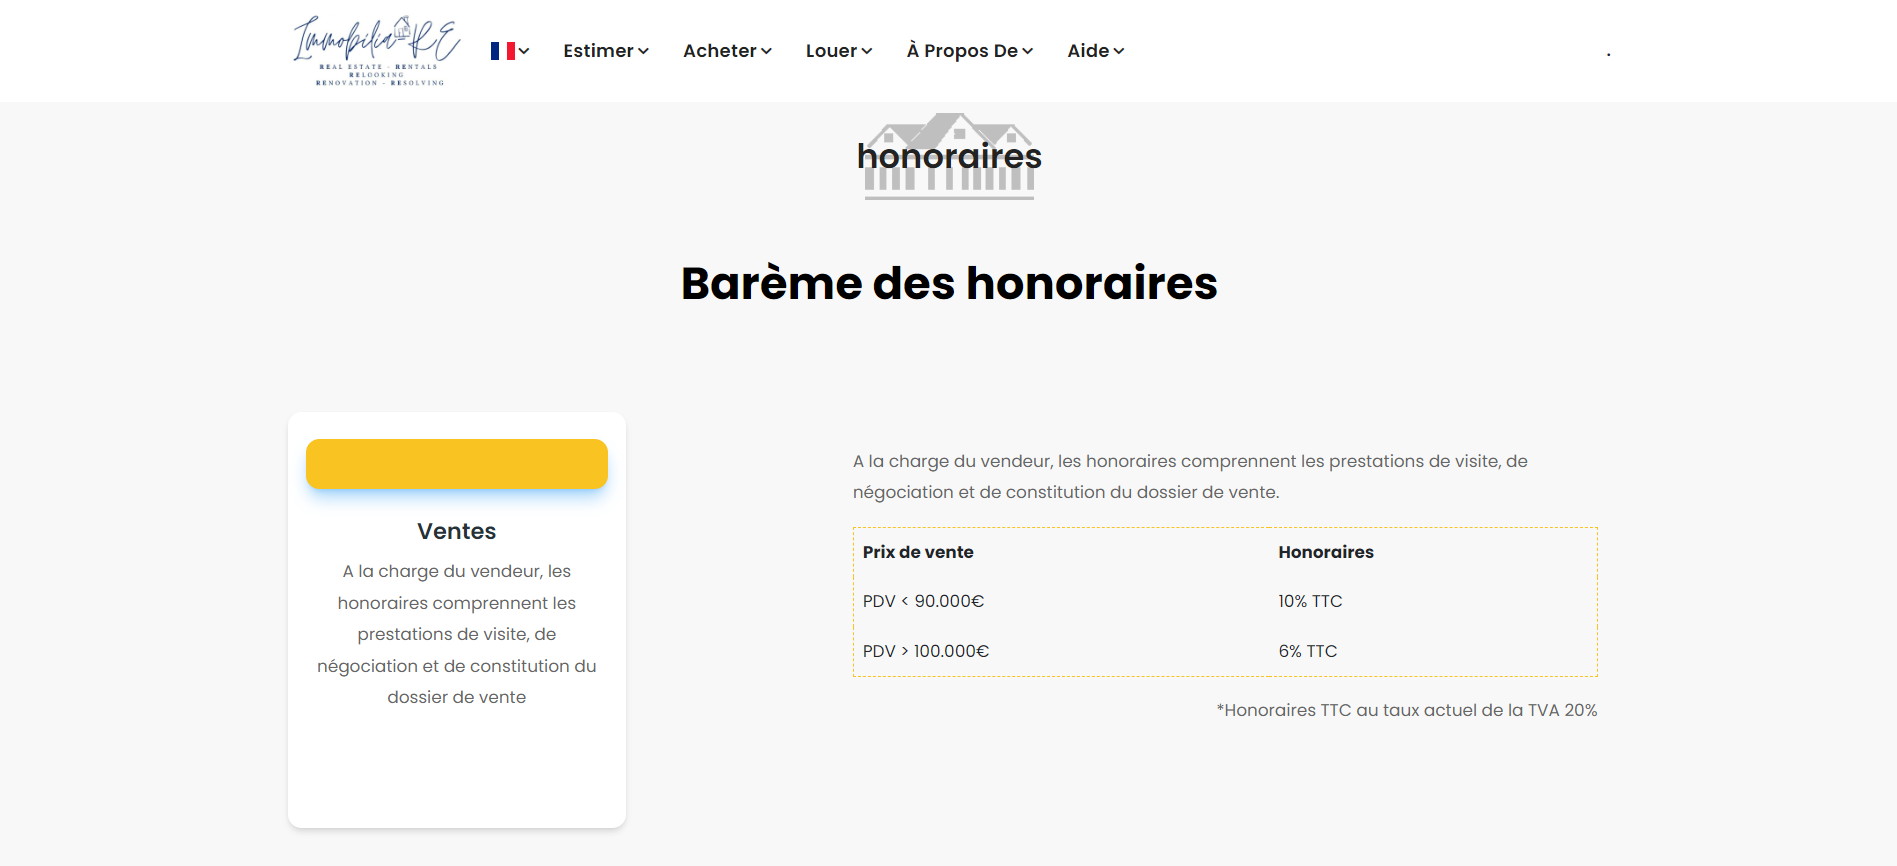 Immobilia RE
REAL ESTATE - RENTALS
RELOOKING
RENOVATION - RESOLVING
Estimer
Acheter
Louer
À Propos De
Aide
.
honoraires
Barème des honoraires
Ventes
A la charge du vendeur, les
honoraires comprennent les
prestations de visite, de
négociation et de constitution du
dossier de vente
A la charge du vendeur, les honoraires comprennent les prestations de visite, de
négociation et de constitution du dossier de vente.
Prix de vente Honoraires
PDV < 90.000€ 10% TTC
PDV > 100.000€ 6% TTC
*Honoraires TTC au taux actuel de la TVA 20%